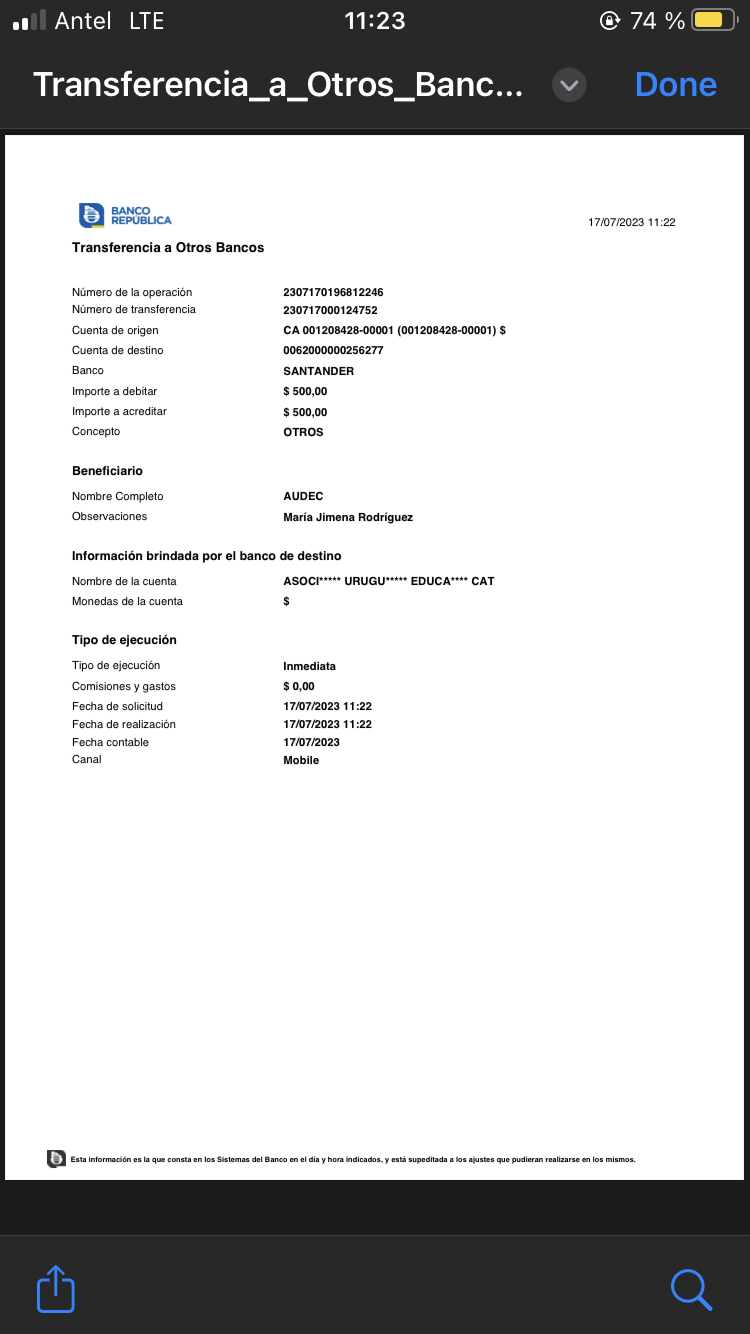 Antel LTE 11:23 74 %
Transferencia_a_Otros_Banc... Done
BANCO
REPÚBLICA
17/07/2023 11:22
Transferencia a Otros Bancos
Número de la operación 2307170196812246
Número de transferencia 230717000124752
Cuenta de origen CA 001208428-00001 (001208428-00001) $
Cuenta de destino 0062000000256277
Banco SANTANDER
Importe a debitar $ 500,00
Importe a acreditar $ 500,00
Concepto OTROS
Beneficiario
Nombre Completo AUDEC
Observaciones María Jimena Rodríguez
Información brindada por el banco de destino
Nombre de la cuenta ASOCI***** URUGU***** EDUCA**** CAT
Monedas de la cuenta $
Tipo de ejecución
Tipo de ejecución Inmediata
Comisiones y gastos $ 0,00
Fecha de solicitud 17/07/2023 11:22
Fecha de realización 17/07/2023 11:22
Fecha contable 17/07/2023
Canal Mobile
Esta información es la que consta en los Sistemas del Banco en el día y hora indicados, y está supeditada a los ajustes que pudieran realizarse en los mismos.